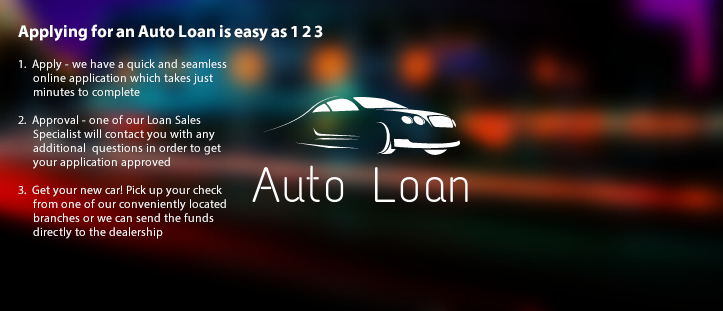 Applying for an Auto Loan is easy as 1 2 3
1. Apply - we have a quick and seamless
online application which takes just
minutes to complete
2. Approval - one of our Loan Sales
Specialist will contact you with any
additional questions in order to get
your application approved
3. Get your new car! Pick up your check
from one of our conveniently located
branches or we can send the funds
directly to the dealership
Auto Loan